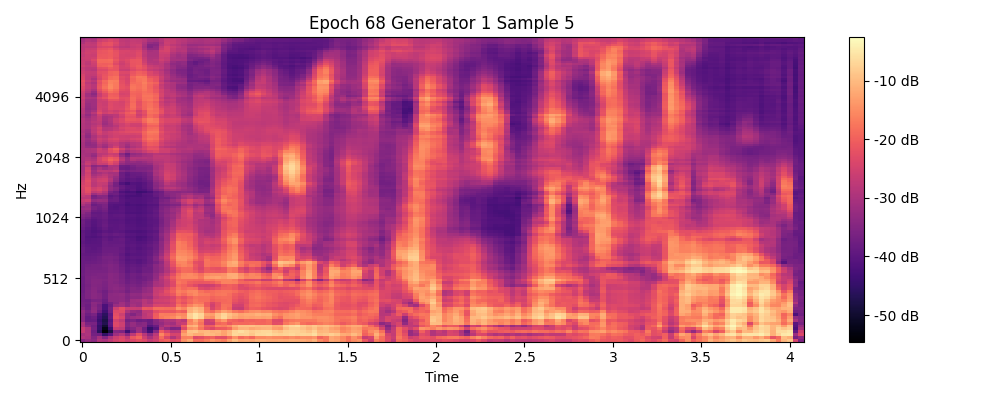 Epoch 68 Generator 1 Sample 5
Hz
4096
2048
1024
512
0
0 0.5 1 1.5 2 2.5 3 3.5 4
Time
-10 dB
-20 dB
-30 dB
-40 dB
-50 dB